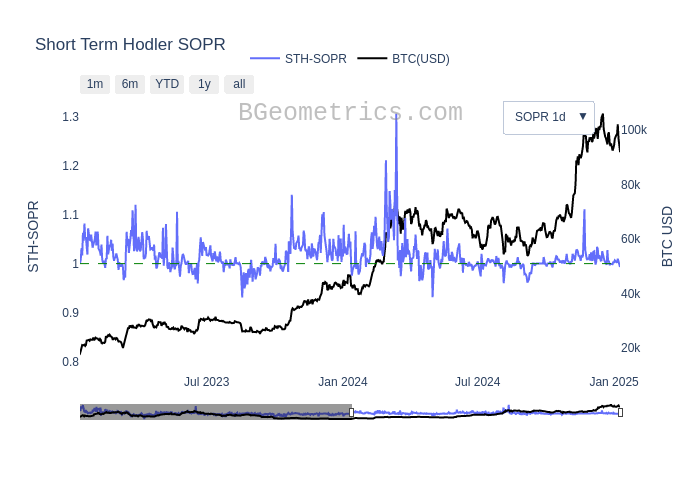 Short Term Hodler SOPR
STH-SOPR
BTC(USD)
1m
6m
YTD
1y
all
BGeometrics.com
SOPR 1d ▼
1.3
1.2
1.1
1
0.9
0.8
STH-SOPR
100k
80k
60k
40k
20k
BTC USD
Jul 2023
Jan 2024
Jul 2024
Jan 2025